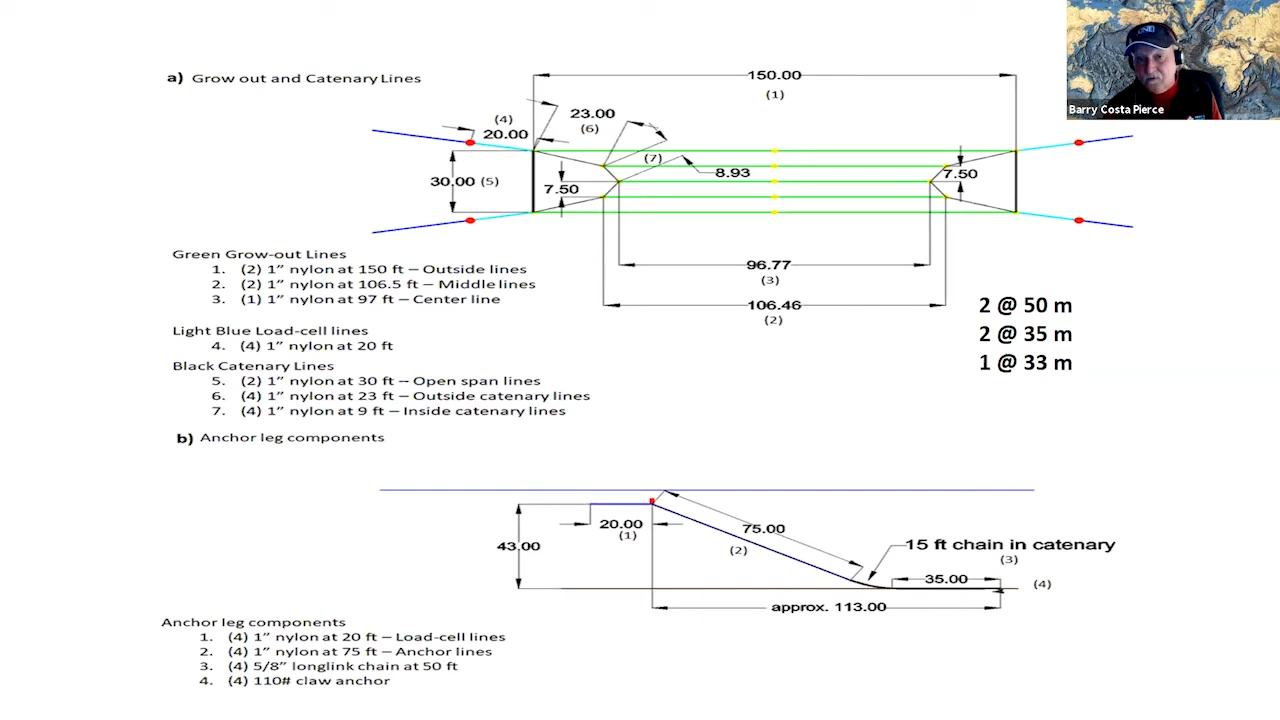 a) Grow out and Catenary Lines
150.00
(1)
(4)
20.00
23.00
(6)
(7)
8.93
7.50
30.00 (5)
7.50
96.77
(3)
106.46
(2)
Green Grow-out Lines
1. (2) 1” nylon at 150 ft – Outside lines
2. (2) 1” nylon at 106.5 ft – Middle lines
3. (1) 1” nylon at 97 ft – Center line
Light Blue Load-cell lines
4. (4) 1” nylon at 20 ft
Black Catenary Lines
5. (2) 1” nylon at 30 ft – Open span lines
6. (4) 1” nylon at 23 ft – Outside catenary lines
7. (4) 1” nylon at 9 ft – Inside catenary lines
2 @ 50 m
2 @ 35 m
1 @ 33 m
b) Anchor leg components
20.00
(1)
43.00
75.00
(2)
15 ft chain in catenary
(3)
35.00
(4)
approx. 113.00
Anchor leg components
1. (4) 1” nylon at 20 ft – Load-cell lines
2. (4) 1” nylon at 75 ft – Anchor lines
3. (4) 5/8” longlink chain at 50 ft
4. (4) 110# claw anchor
UNE
Barry Costa Pierce